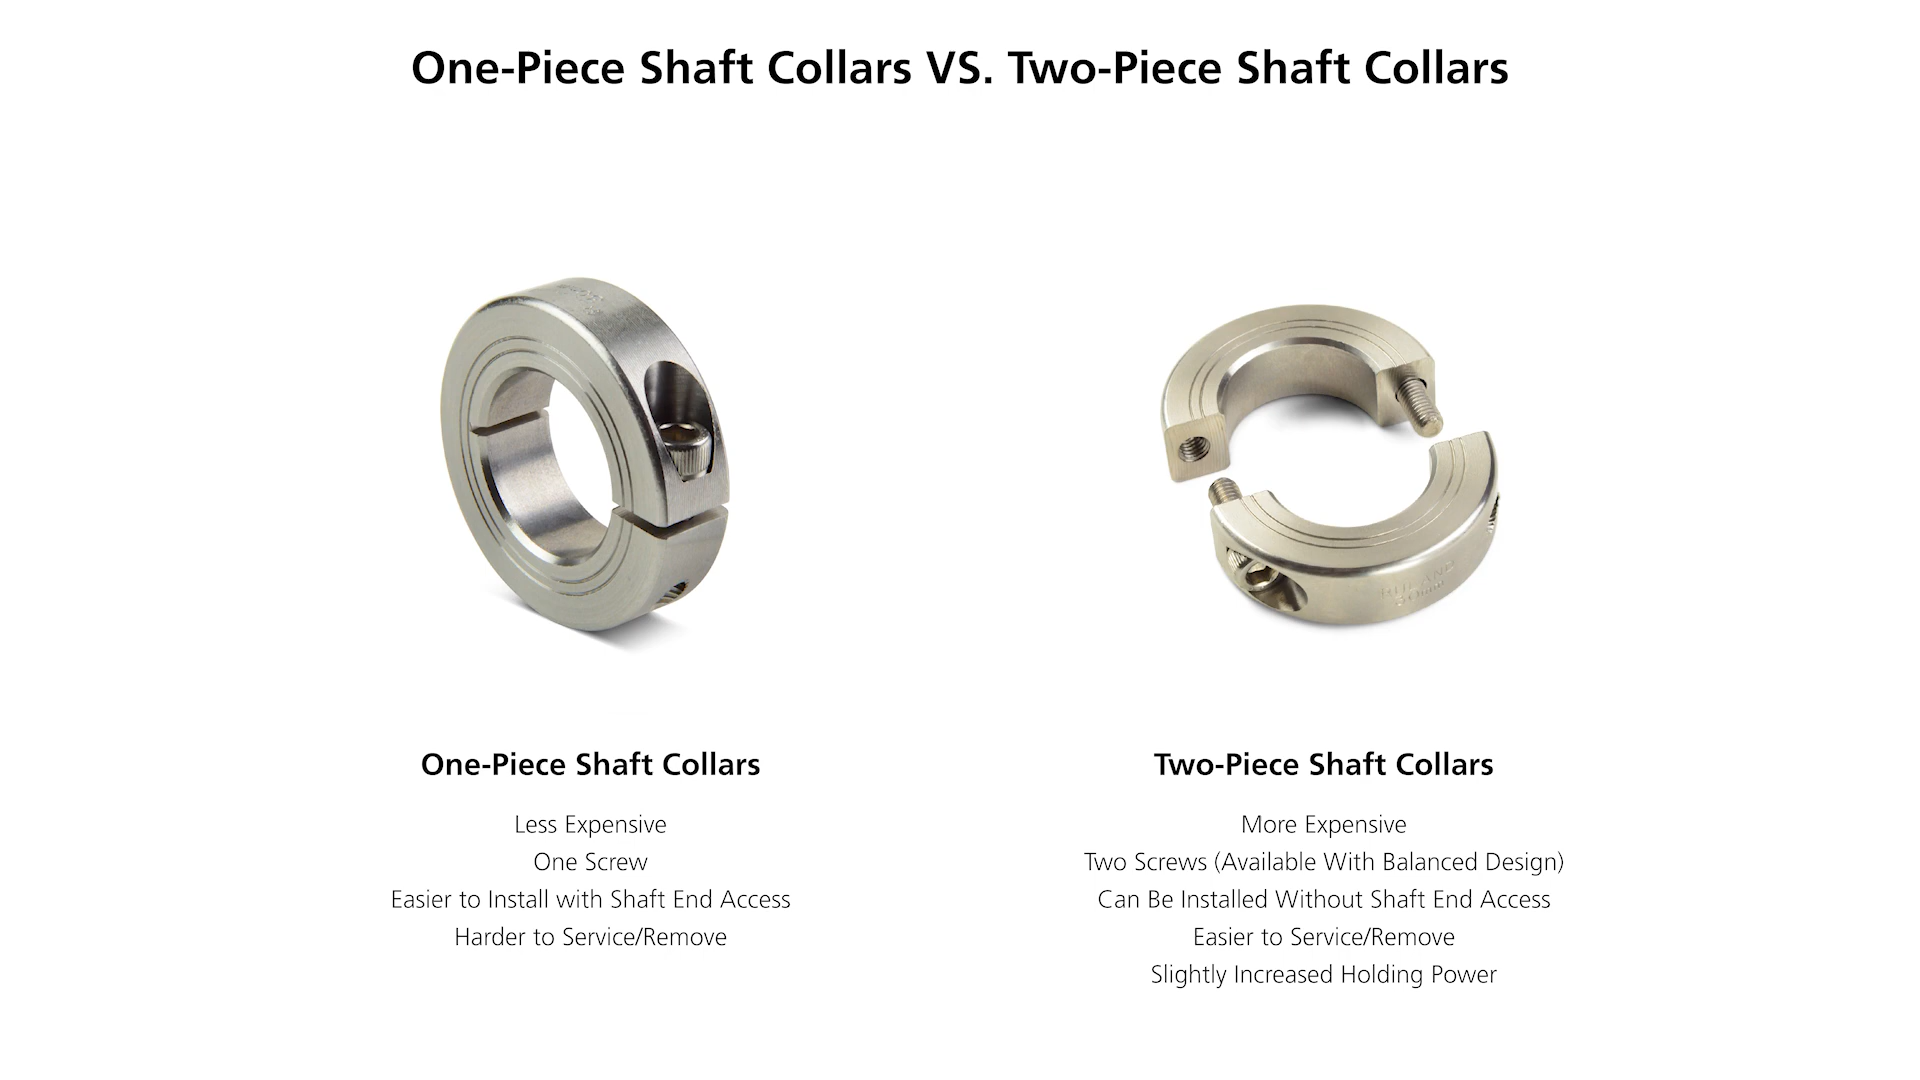 One-Piece Shaft Collars VS. Two-Piece Shaft Collars
One-Piece Shaft Collars
Less Expensive
One Screw
Easier to Install with Shaft End Access
Harder to Service/Remove
RULAND
Two-Piece Shaft Collars
More Expensive
Two Screws (Available With Balanced Design)
Can Be Installed Without Shaft End Access
Easier to Service/Remove
Slightly Increased Holding Power